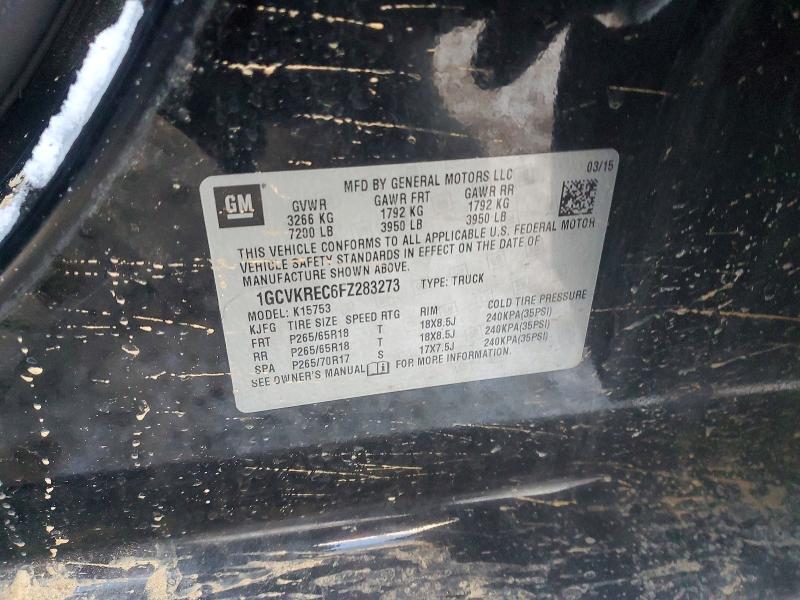 GM
MFD BY GENERAL MOTORS LLC
03/15
GVWR GAWR FRT GAWR RR
3266 KG 1792 KG 1792 KG
7200 LB 3950 LB 3950 LB
THIS VEHICLE CONFORMS TO ALL APPLICABLE U.S. FEDERAL MOTOR
VEHICLE SAFETY STANDARDS IN EFFECT ON THE DATE OF
MANUFACTURE SHOWN ABOVE.
1GCVKREC6FZ283273 TYPE: TRUCK
MODEL: K15753
KJFG TIRE SIZE SPEED RTG RIM COLD TIRE PRESSURE
FRT P265/65R18 T 18X8.5J 240KPA(35PSI)
RR P265/65R18 T 18X8.5J 240KPA(35PSI)
SPA P265/70R17 S 17X7.5J 240KPA(35PSI)
SEE OWNER'S MANUAL FOR MORE INFORMATION.